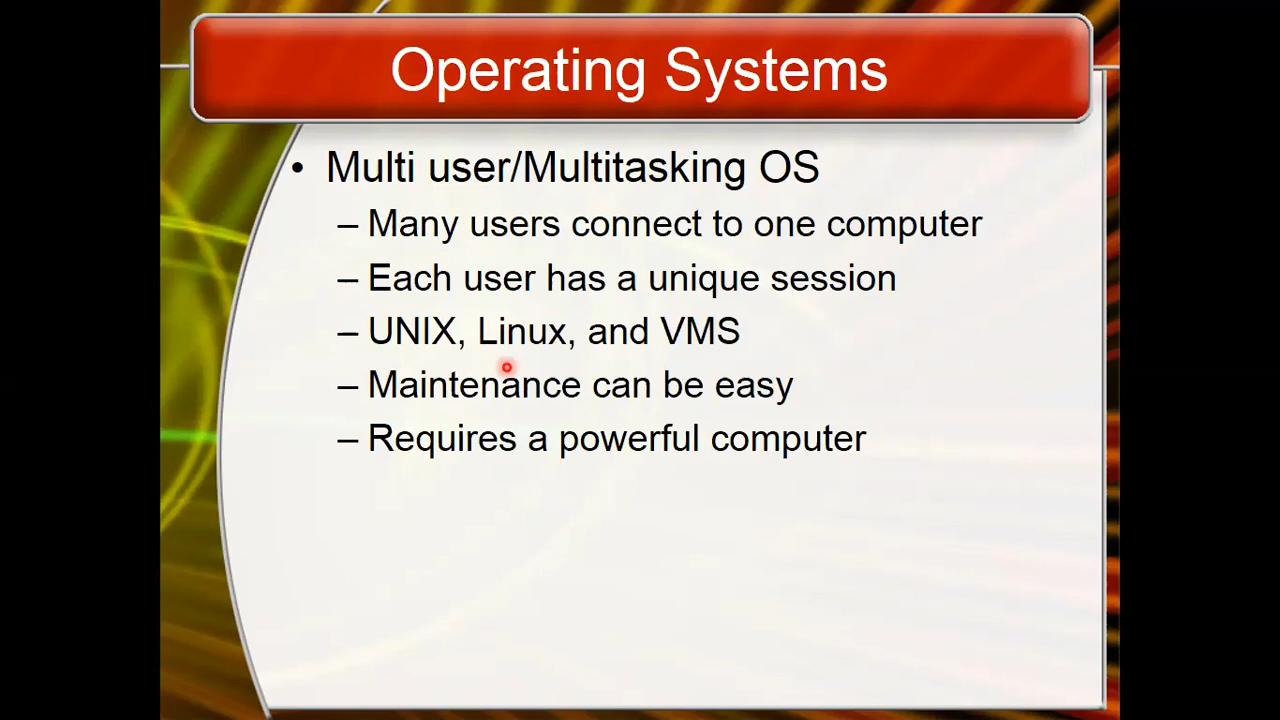 Operating Systems
• Multi user/Multitasking OS
– Many users connect to one computer
– Each user has a unique session
– UNIX, Linux, and VMS
– Maintenance can be easy
– Requires a powerful computer